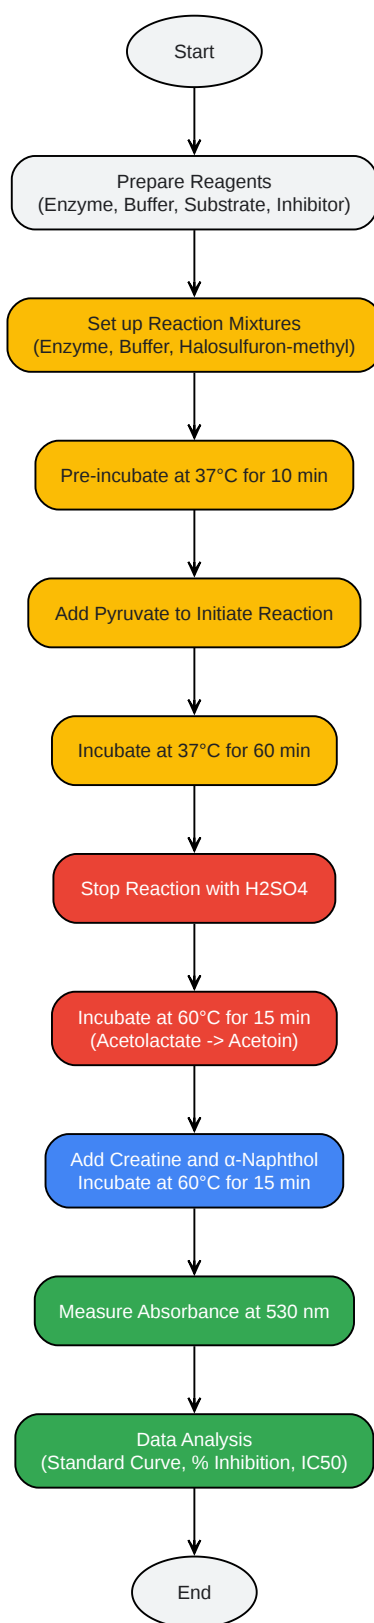 Start
Prepare Reagents
(Enzyme, Buffer, Substrate, Inhibitor)
Set up Reaction Mixtures
(Enzyme, Buffer, Halosulfuron-methyl)
Pre-incubate at 37°C for 10 min
Add Pyruvate to Initiate Reaction
Incubate at 37°C for 60 min
Stop Reaction with H2SO4
Incubate at 60°C for 15 min
(Acetolactate -> Acetoin)
Add Creatine and α-Naphthol
Incubate at 60°C for 15 min
Measure Absorbance at 530 nm
Data Analysis
(Standard Curve, % Inhibition, IC50)
End